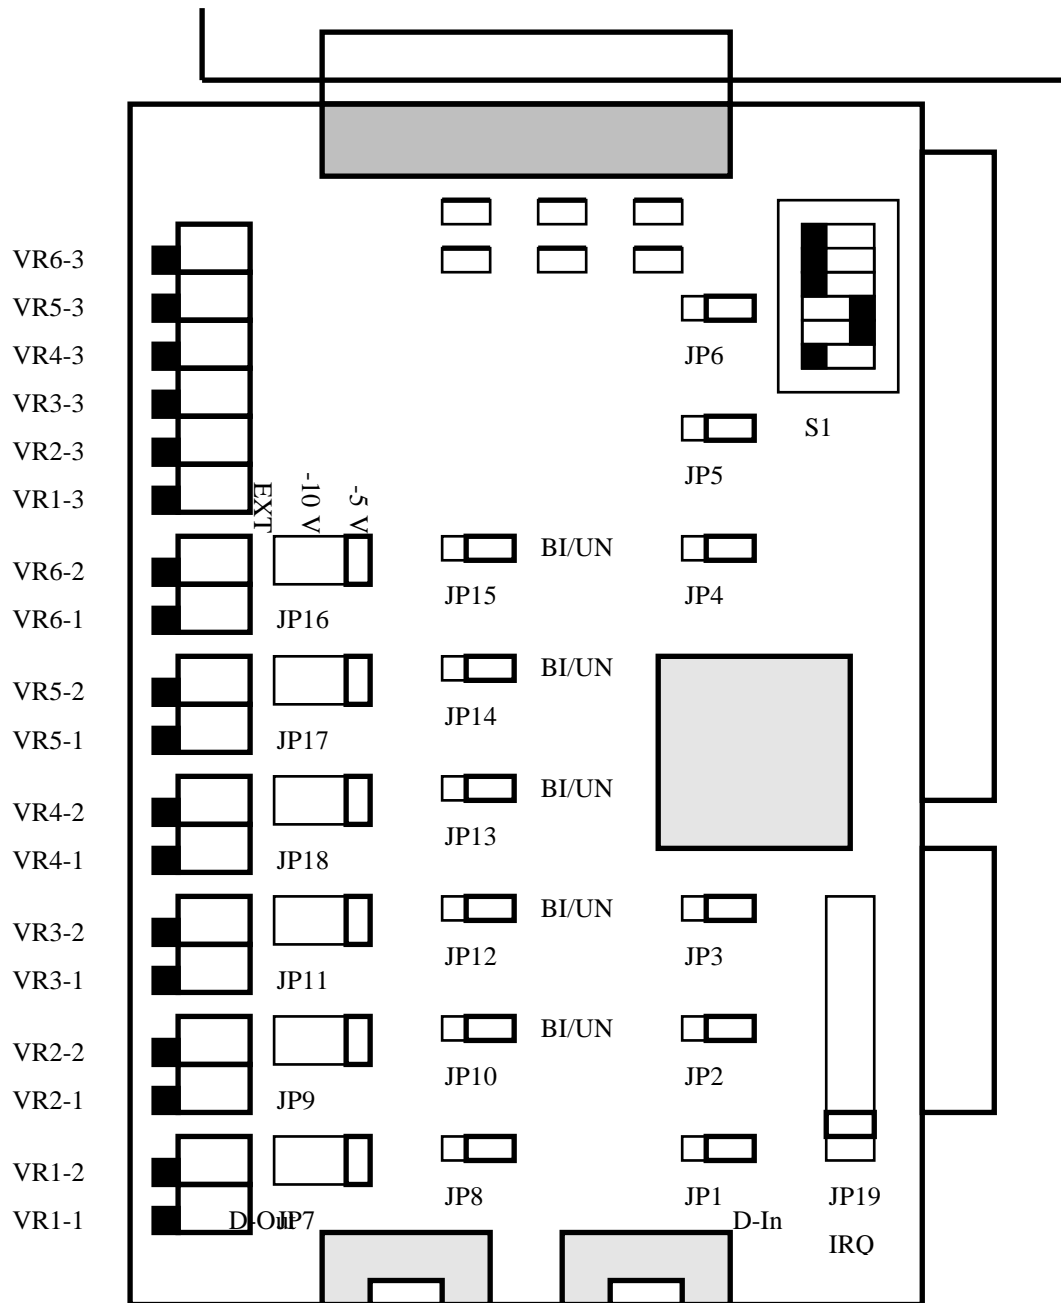 VR6-3
VR5-3
JP6
VR4-3
VR3-3
S1
VR2-3
JP5
VR1-3
EXT
-10 V
-5 V
BI/UN
VR6-2
JP15
JP4
VR6-1
JP16
BI/UN
VR5-2
JP14
VR5-1
JP17
BI/UN
VR4-2
JP13
VR4-1
JP18
BI/UN
VR3-2
JP12
JP3
VR3-1
JP11
BI/UN
VR2-2
JP10
JP2
VR2-1
JP9
VR1-2
JP8
JP1
JP19
VR1-1
D-Out
JP7
D-In
IRQ